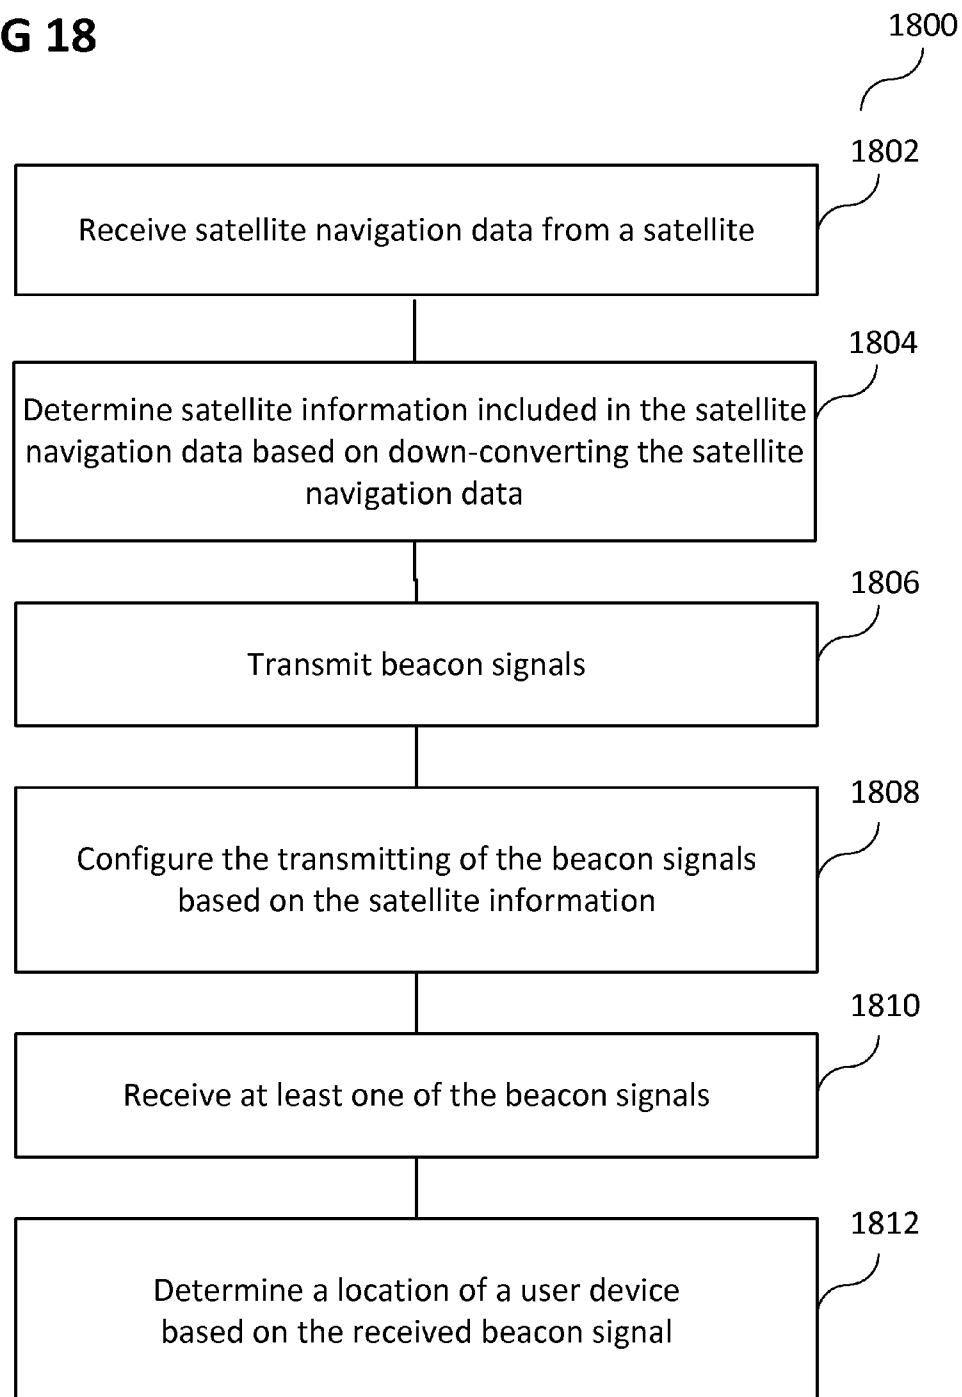 G 18
1800
1802
Receive satellite navigation data from a satellite
1804
Determine satellite information included in the satellite
navigation data based on down-converting the satellite
navigation data
1806
Transmit beacon signals
1808
Configure the transmitting of the beacon signals
based on the satellite information
1810
Receive at least one of the beacon signals
1812
Determine a location of a user device
based on the received beacon signal